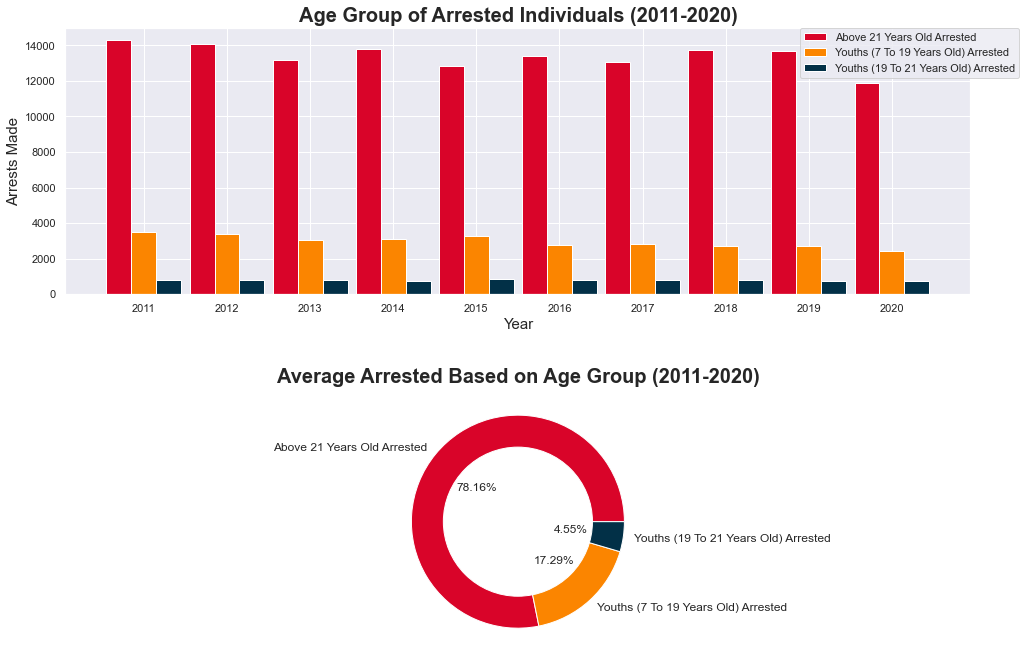 Age Group of Arrested Individuals (2011-2020)
Above 21 Years Old Arrested
Youths (7 To 19 Years Old) Arrested
Youths (19 To 21 Years Old) Arrested
Arrests Made
14000
12000
10000
8000
6000
4000
2000
0
2011 2012 2013 2014 2015 2016 2017 2018 2019 2020
Year
Average Arrested Based on Age Group (2011-2020)
Above 21 Years Old Arrested
78.16%
4.55%
Youths (19 To 21 Years Old) Arrested
17.29%
Youths (7 To 19 Years Old) Arrested